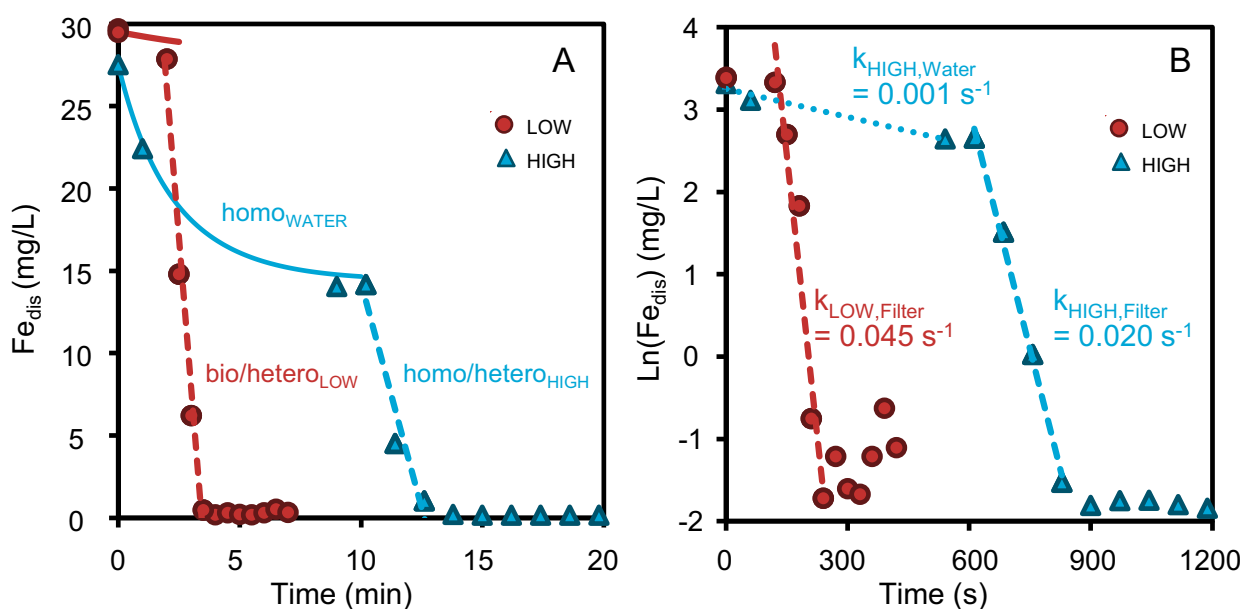 A
30
25
20
15
10
5
0
Fe_dis (mg/L)
LOW
HIGH
homo_WATER
bio/hetero_LOW
homo/hetero_HIGH
0 5 10 15 20
Time (min)
B
4
3
2
1
0
-1
-2
Ln(Fe_dis) (mg/L)
k_HIGH,Water
= 0.001 s⁻¹
LOW
HIGH
k_LOW,Filter
= 0.045 s⁻¹
k_HIGH,Filter
= 0.020 s⁻¹
0 300 600 900 1200
Time (s)